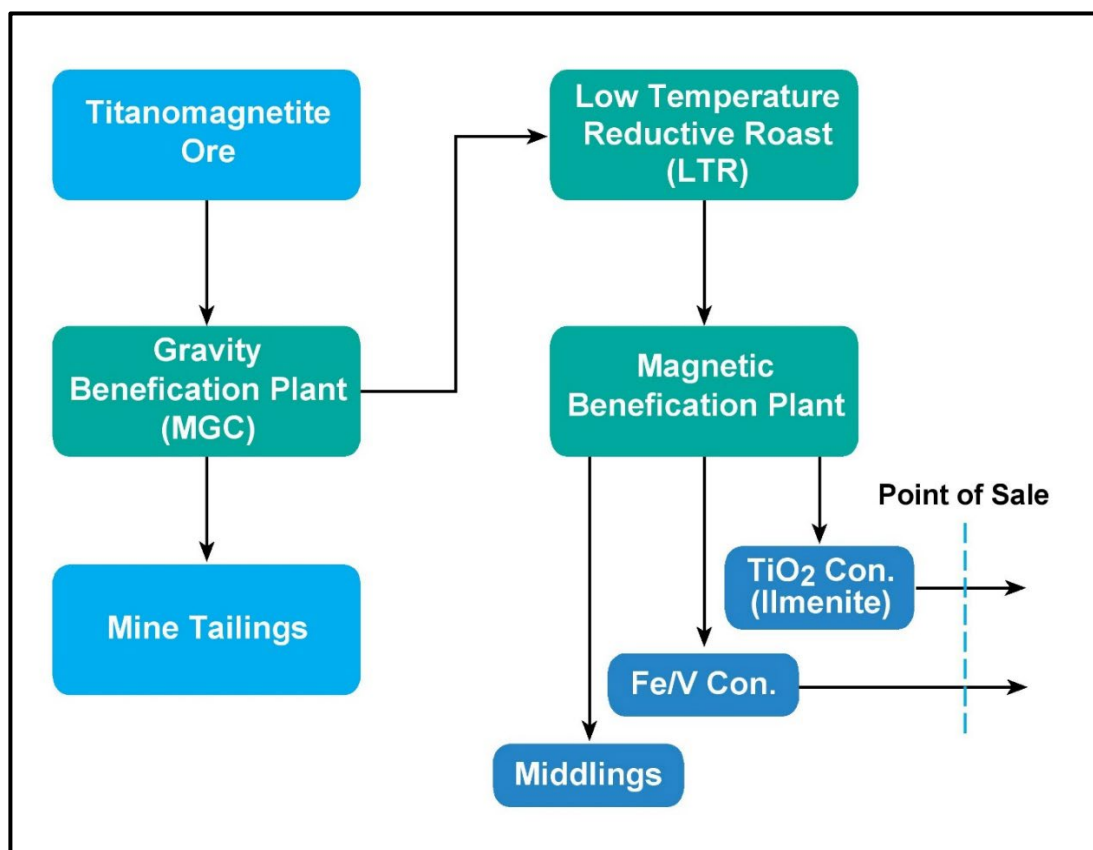 Titanomagnetite
Ore
Low Temperature
Reductive Roast
(LTR)
Gravity
Benefication Plant
(MGC)
Magnetic
Benefication Plant
Point of Sale
Mine Tailings
TiO₂ Con.
(Ilmenite)
Fe/V Con.
Middlings